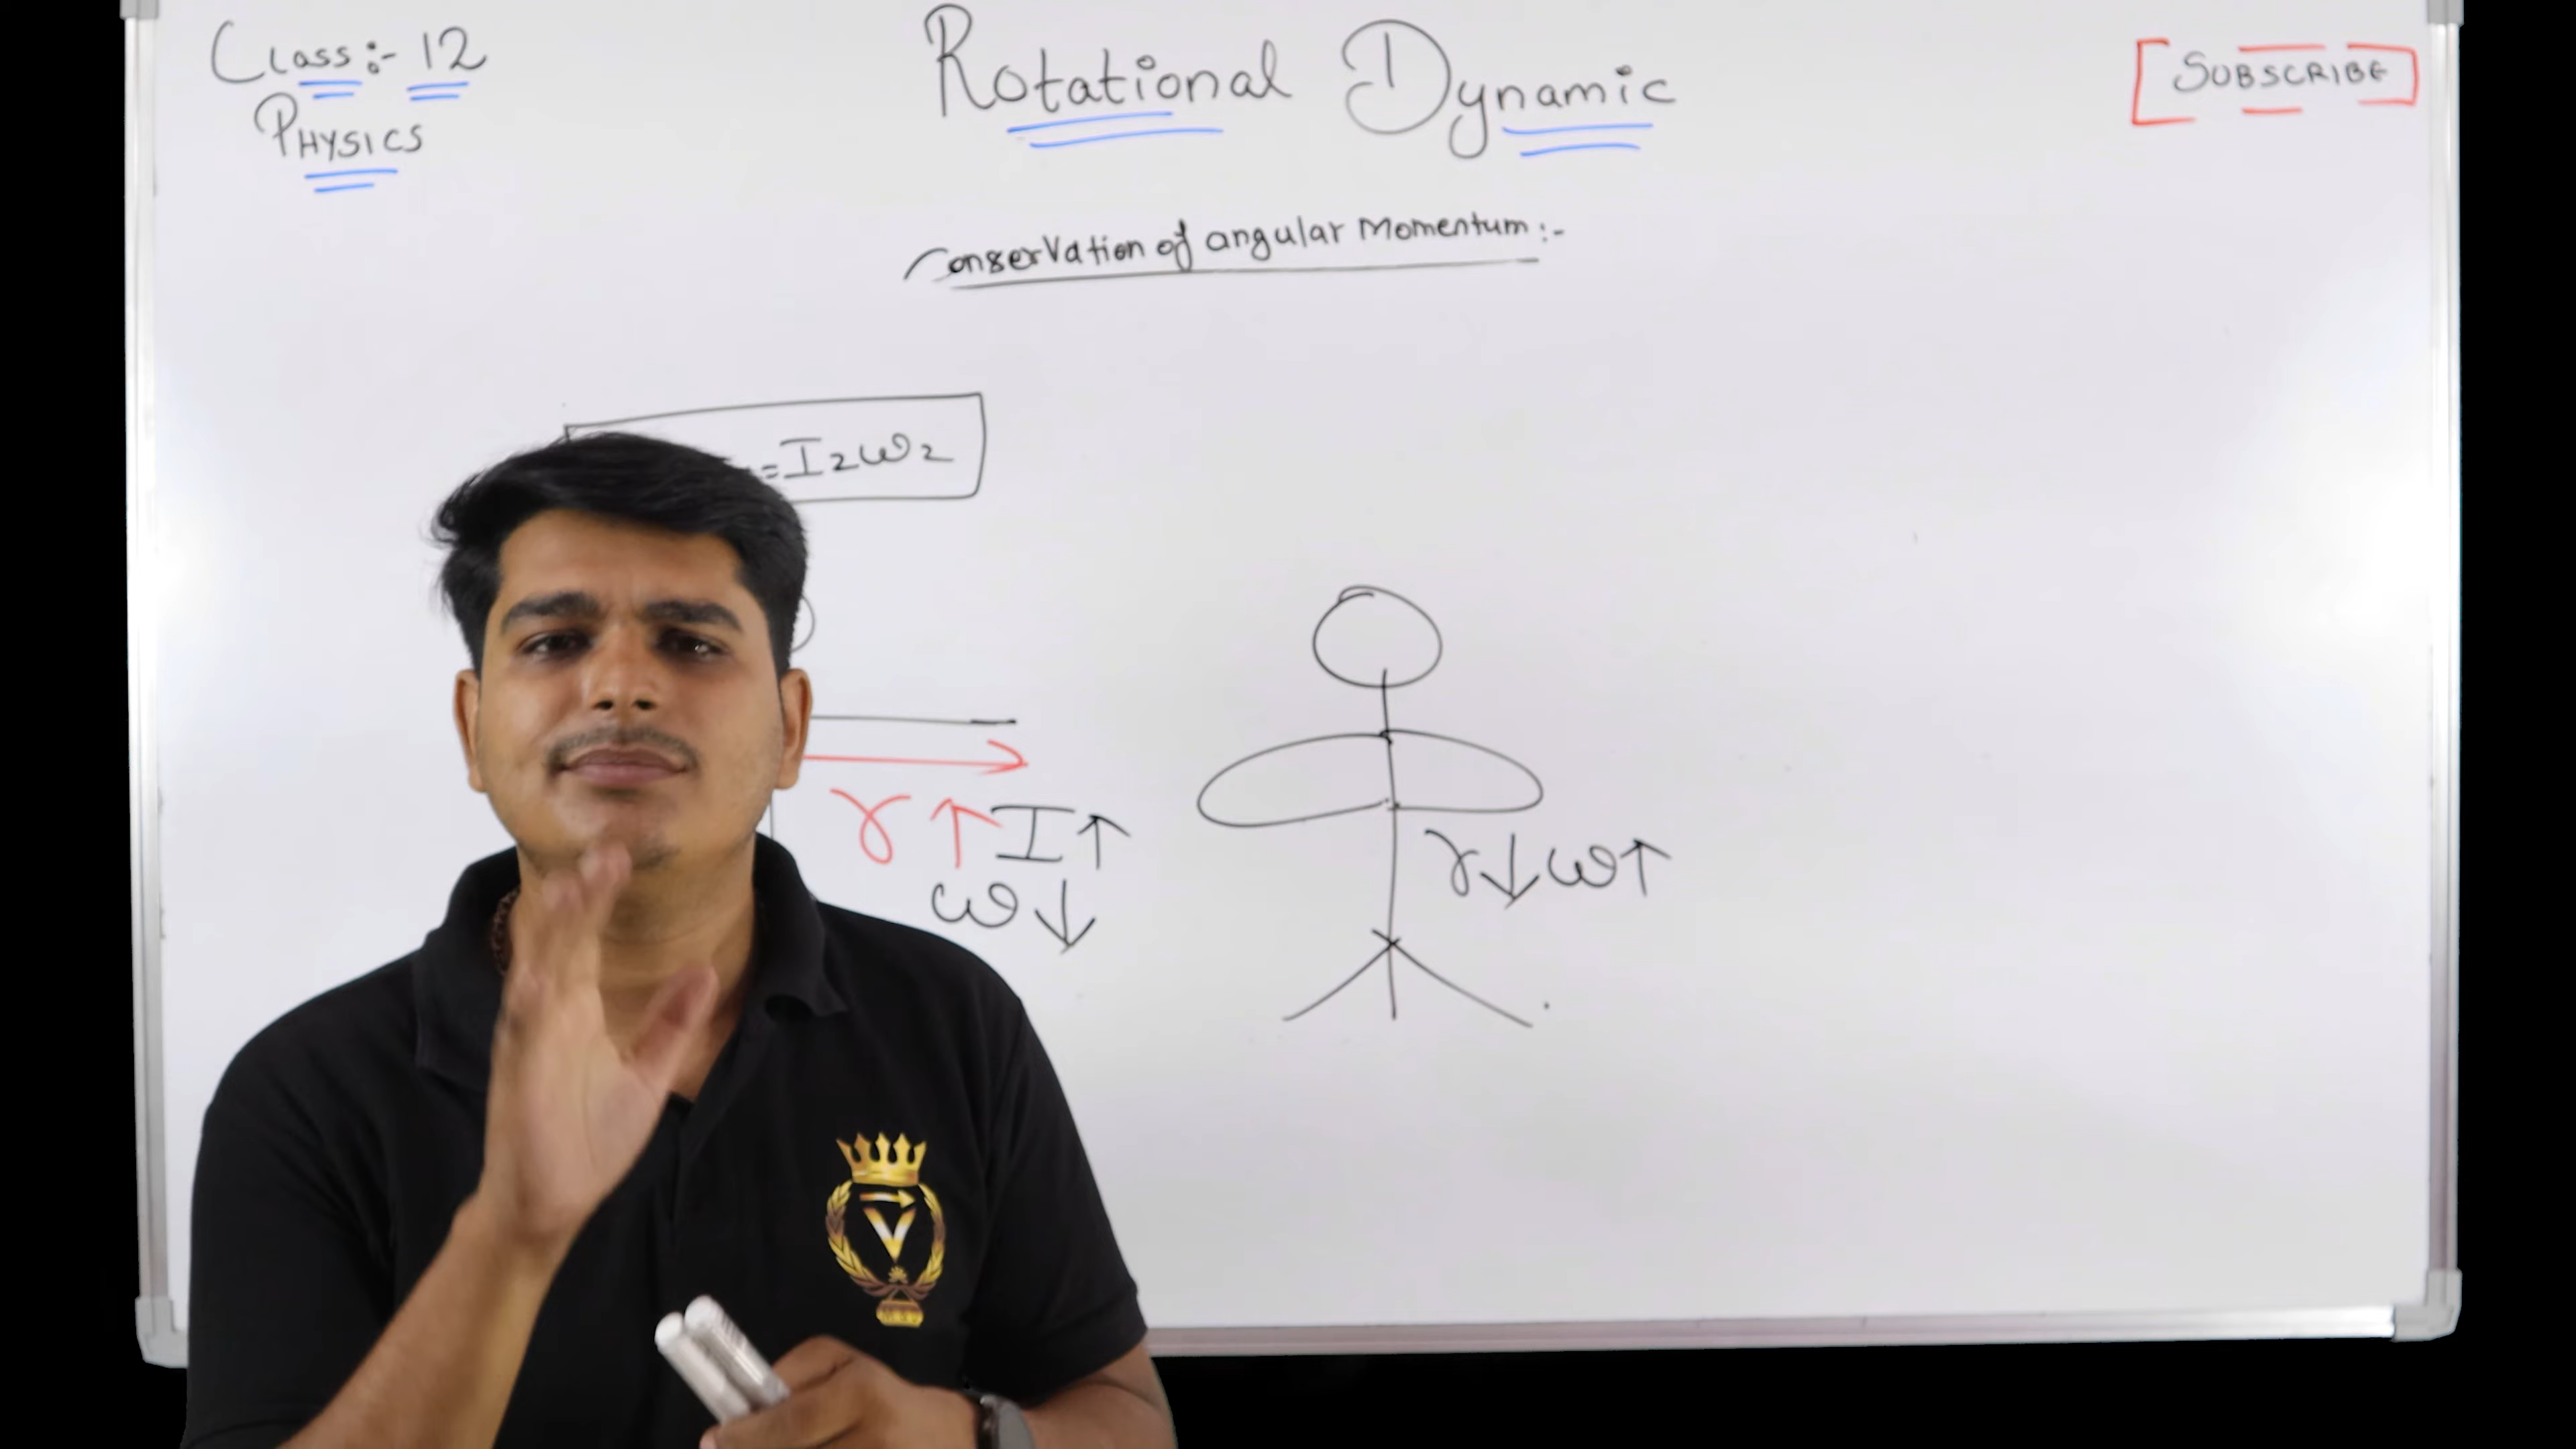 Class:- 12
PHYSICS
Rotational Dynamic
SUBSCRIBE
Conservation of angular Momentum:-
=I₂ω₂
r↑I↑
ω↓
r↓ω↑
V